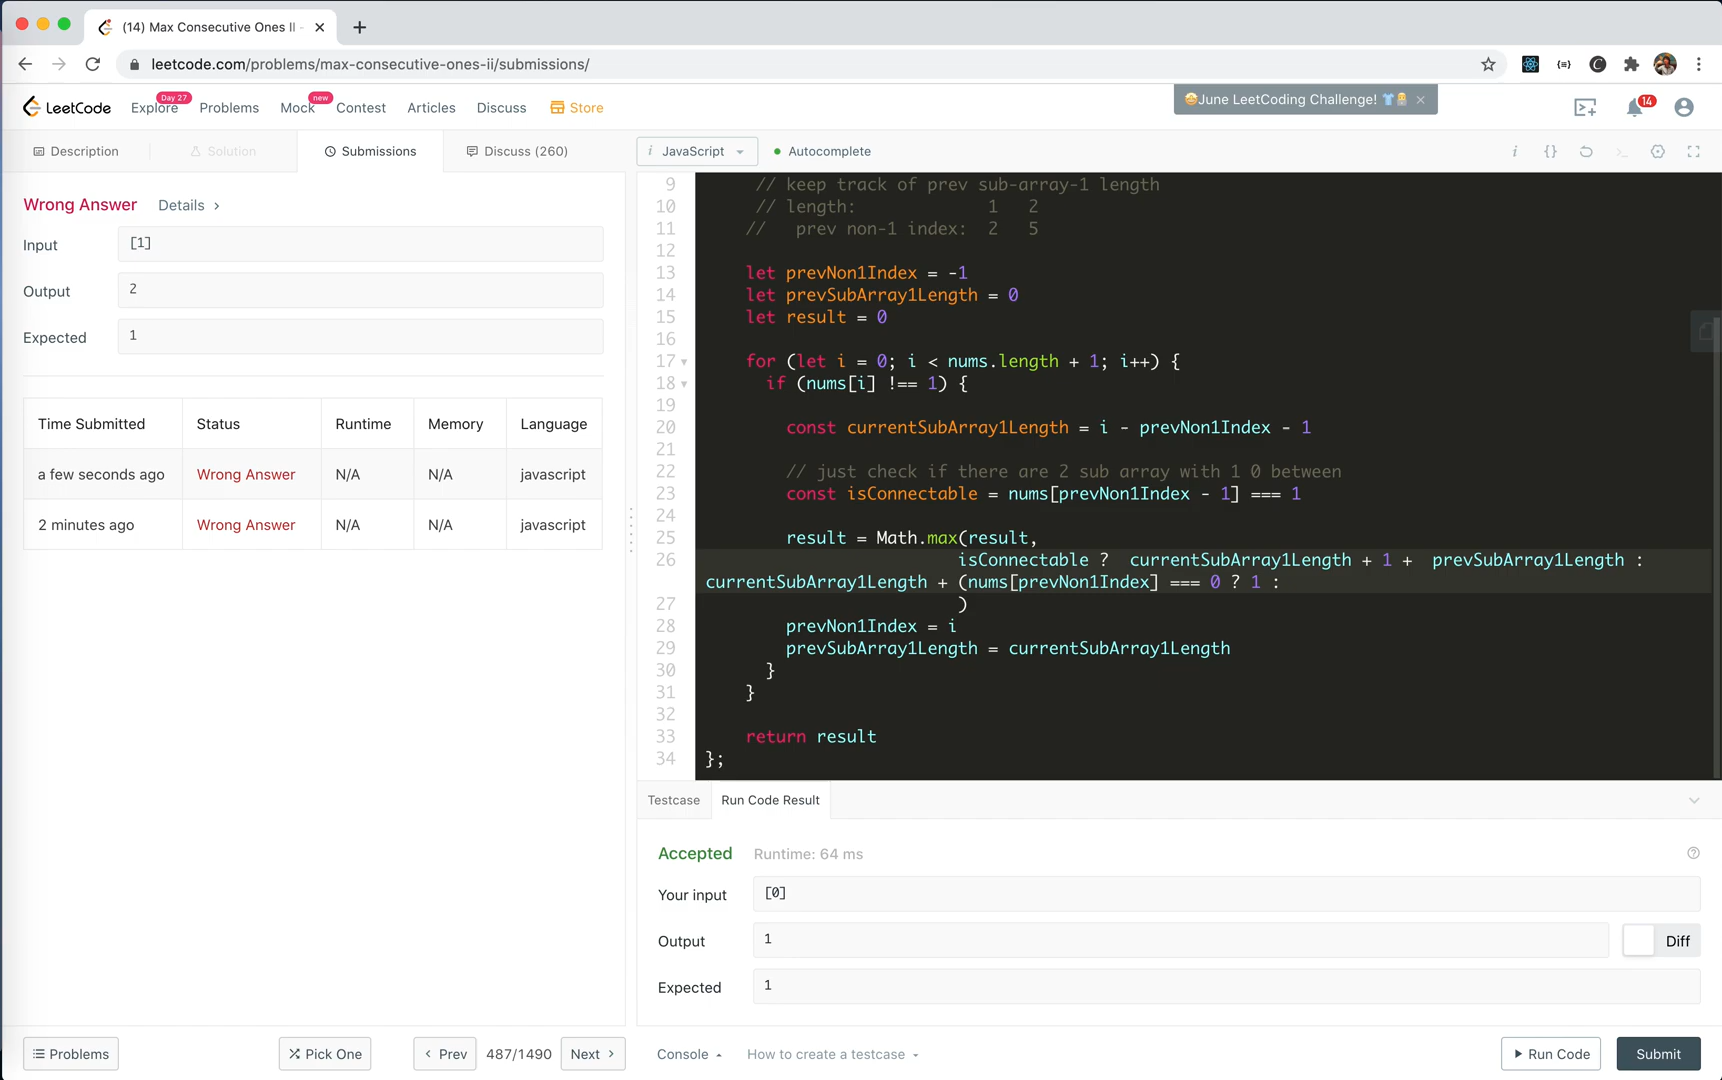 (14) Max Consecutive Ones II -
leetcode.com/problems/max-consecutive-ones-ii/submissions/
LeetCode
Explore
Day 27
Problems
Mock
new
Contest
Articles
Discuss
Store
🤩June LeetCoding Challenge! 👕
14
Description
Solution
Submissions
Discuss (260)
i JavaScript
Autocomplete
Wrong Answer
Details
Input
[1]
Output
2
Expected
1
Time Submitted Status Runtime Memory Language
a few seconds ago Wrong Answer N/A N/A javascript
2 minutes ago Wrong Answer N/A N/A javascript
9 // keep track of prev sub-array-1 length
10 // length: 1 2
11 // prev non-1 index: 2 5
12
13 let prevNon1Index = -1
14 let prevSubArray1Length = 0
15 let result = 0
16
17 for (let i = 0; i < nums.length + 1; i++) {
18 if (nums[i] !== 1) {
19
20 const currentSubArray1Length = i - prevNon1Index - 1
21
22 // just check if there are 2 sub array with 1 0 between
23 const isConnectable = nums[prevNon1Index - 1] === 1
24
25 result = Math.max(result,
26 isConnectable ? currentSubArray1Length + 1 + prevSubArray1Length :
currentSubArray1Length + (nums[prevNon1Index] === 0 ? 1 :
27 )
28 prevNon1Index = i
29 prevSubArray1Length = currentSubArray1Length
30 }
31 }
32
33 return result
34 };
Testcase
Run Code Result
Accepted
Runtime: 64 ms
Your input
[0]
Output
1
Diff
Expected
1
Problems
Pick One
Prev
487/1490
Next
Console
How to create a testcase
Run Code
Submit